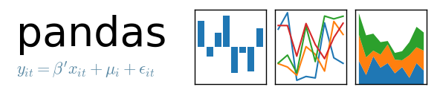 pandas
y_{it} = β′x_{it} + μ_i + ϵ_{it}